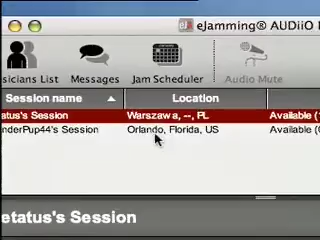 eJamming® AUDiiO
sicians List Messages Jam Scheduler Audio Mute
Session name Location
atus's Session Warszawa, --, PL Available (
nderPup44's Session Orlando, Florida, US Available (
etatus's Session